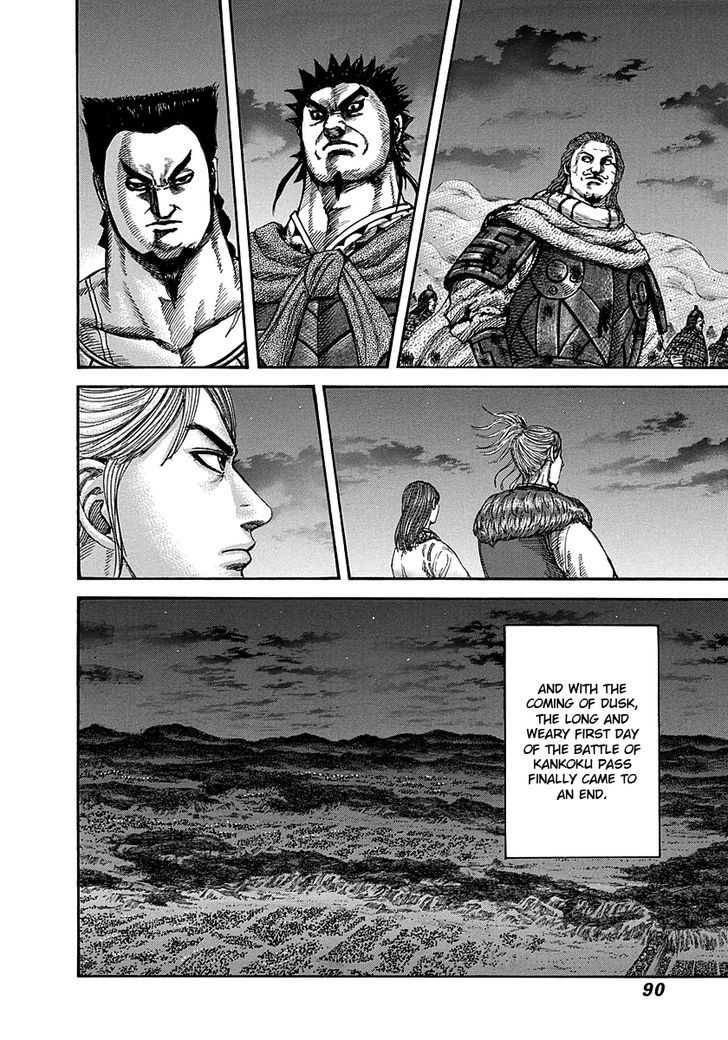 AND WITH THE
COMING OF DUSK,
THE LONG AND
WEARY FIRST DAY
OF THE BATTLE OF
KANKOKU PASS
FINALLY CAME TO
AN END.
90